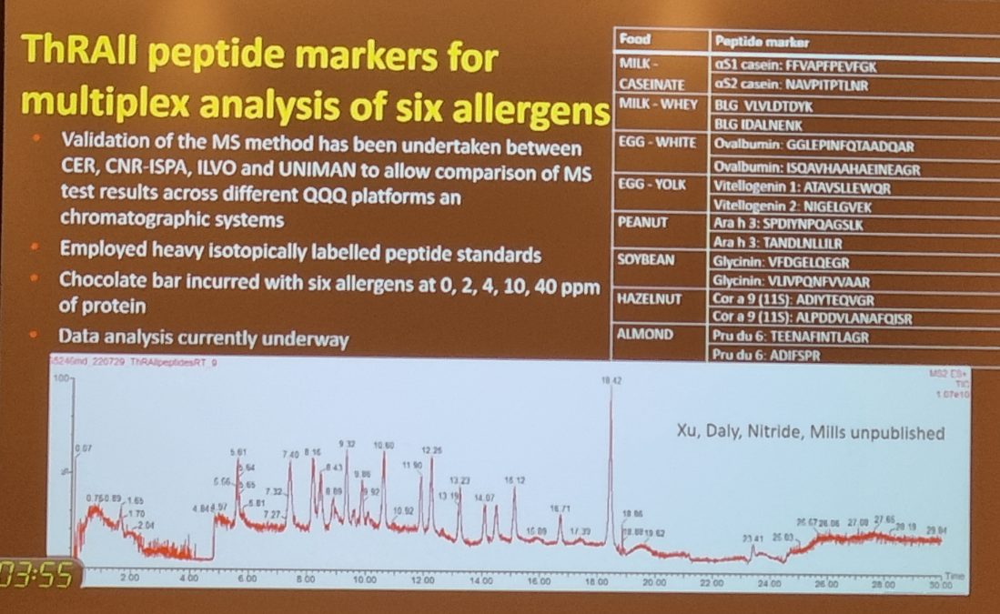 ThRAll peptide markers for
multiplex analysis of six allergens
• Validation of the MS method has been undertaken between
CER, CNR-ISPA, ILVO and UNIMAN to allow comparison of MS
test results across different QQQ platforms an
chromatographic systems
• Employed heavy isotopically labelled peptide standards
• Chocolate bar incurred with six allergens at 0, 2, 4, 10, 40 ppm
of protein
• Data analysis currently underway
Food Peptide marker
MILK - αS1 casein: FFVAPFPEVFGK
CASEINATE αS2 casein: NAVPITPTLNR
MILK - WHEY BLG VLVLDTDYK
BLG IDALNENK
EGG - WHITE Ovalbumin: GGLEPINFQTAADQAR
Ovalbumin: ISQAVHAAHAEINEAGR
EGG - YOLK Vitellogenin 1: ATAVSLLEWQR
Vitellogenin 2: NIGELGVEK
PEANUT Ara h 3: SPDIYNPQAGSLK
Ara h 3: TANDLNLLILR
SOYBEAN Glycinin: VFDGELQEGR
Glycinin: VLIVPQNFVVAAR
HAZELNUT Cor a 9 (11S): ADIYTEQVGR
Cor a 9 (11S): ALPDDVLANAFQISR
ALMOND Pru du 6: TEENAFINTLAGR
Pru du 6: ADIFSPR
MS2 ES+
TIC
1.07e10
Xu, Daly, Nitride, Mills unpublished
100
0.07
0.76 0.89
1.65
1.70
2.04
4.84 4.97
5.61
5.64
5.65
5.81
7.27
7.32
7.40
8.16
8.43
8.89
9.32
9.92
10.60
10.92
11.90
12.26
13.19
13.23
14.07
15.12
16.71
17.39
18.42
18.86
19.62
23.41
25.03
26.06
27.08
27.65
28.19
29.84
2.00 4.00 6.00 8.00 10.00 12.00 14.00 16.00 18.00 20.00 22.00 24.00 26.00 28.00 30.00
Time
03:55